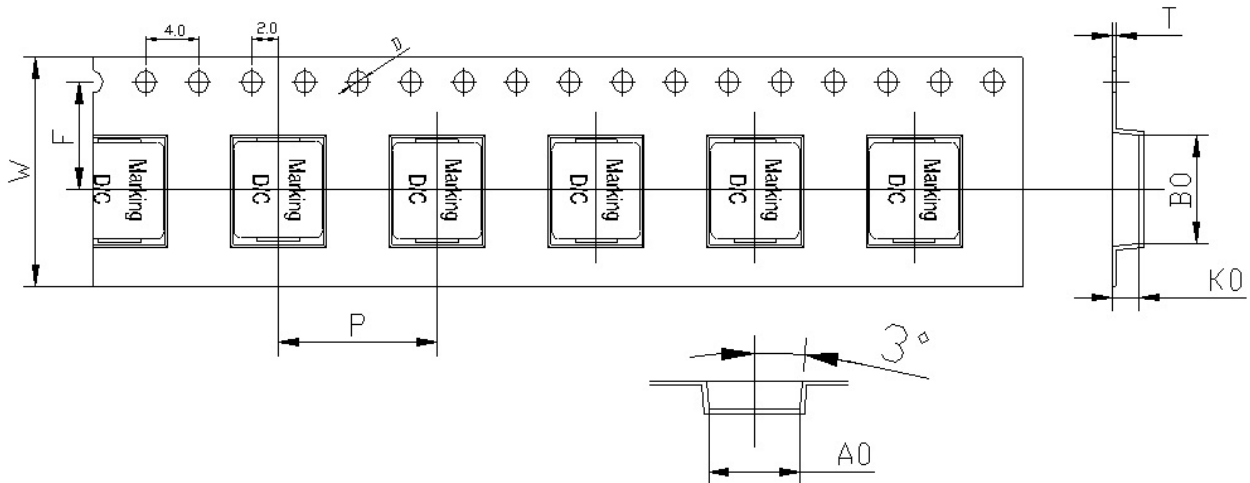 4.0
2.0
D
T
F
W
Marking
D/C
Marking
D/C
Marking
D/C
Marking
D/C
Marking
D/C
Marking
D/C
B0
K0
P
3°
A0